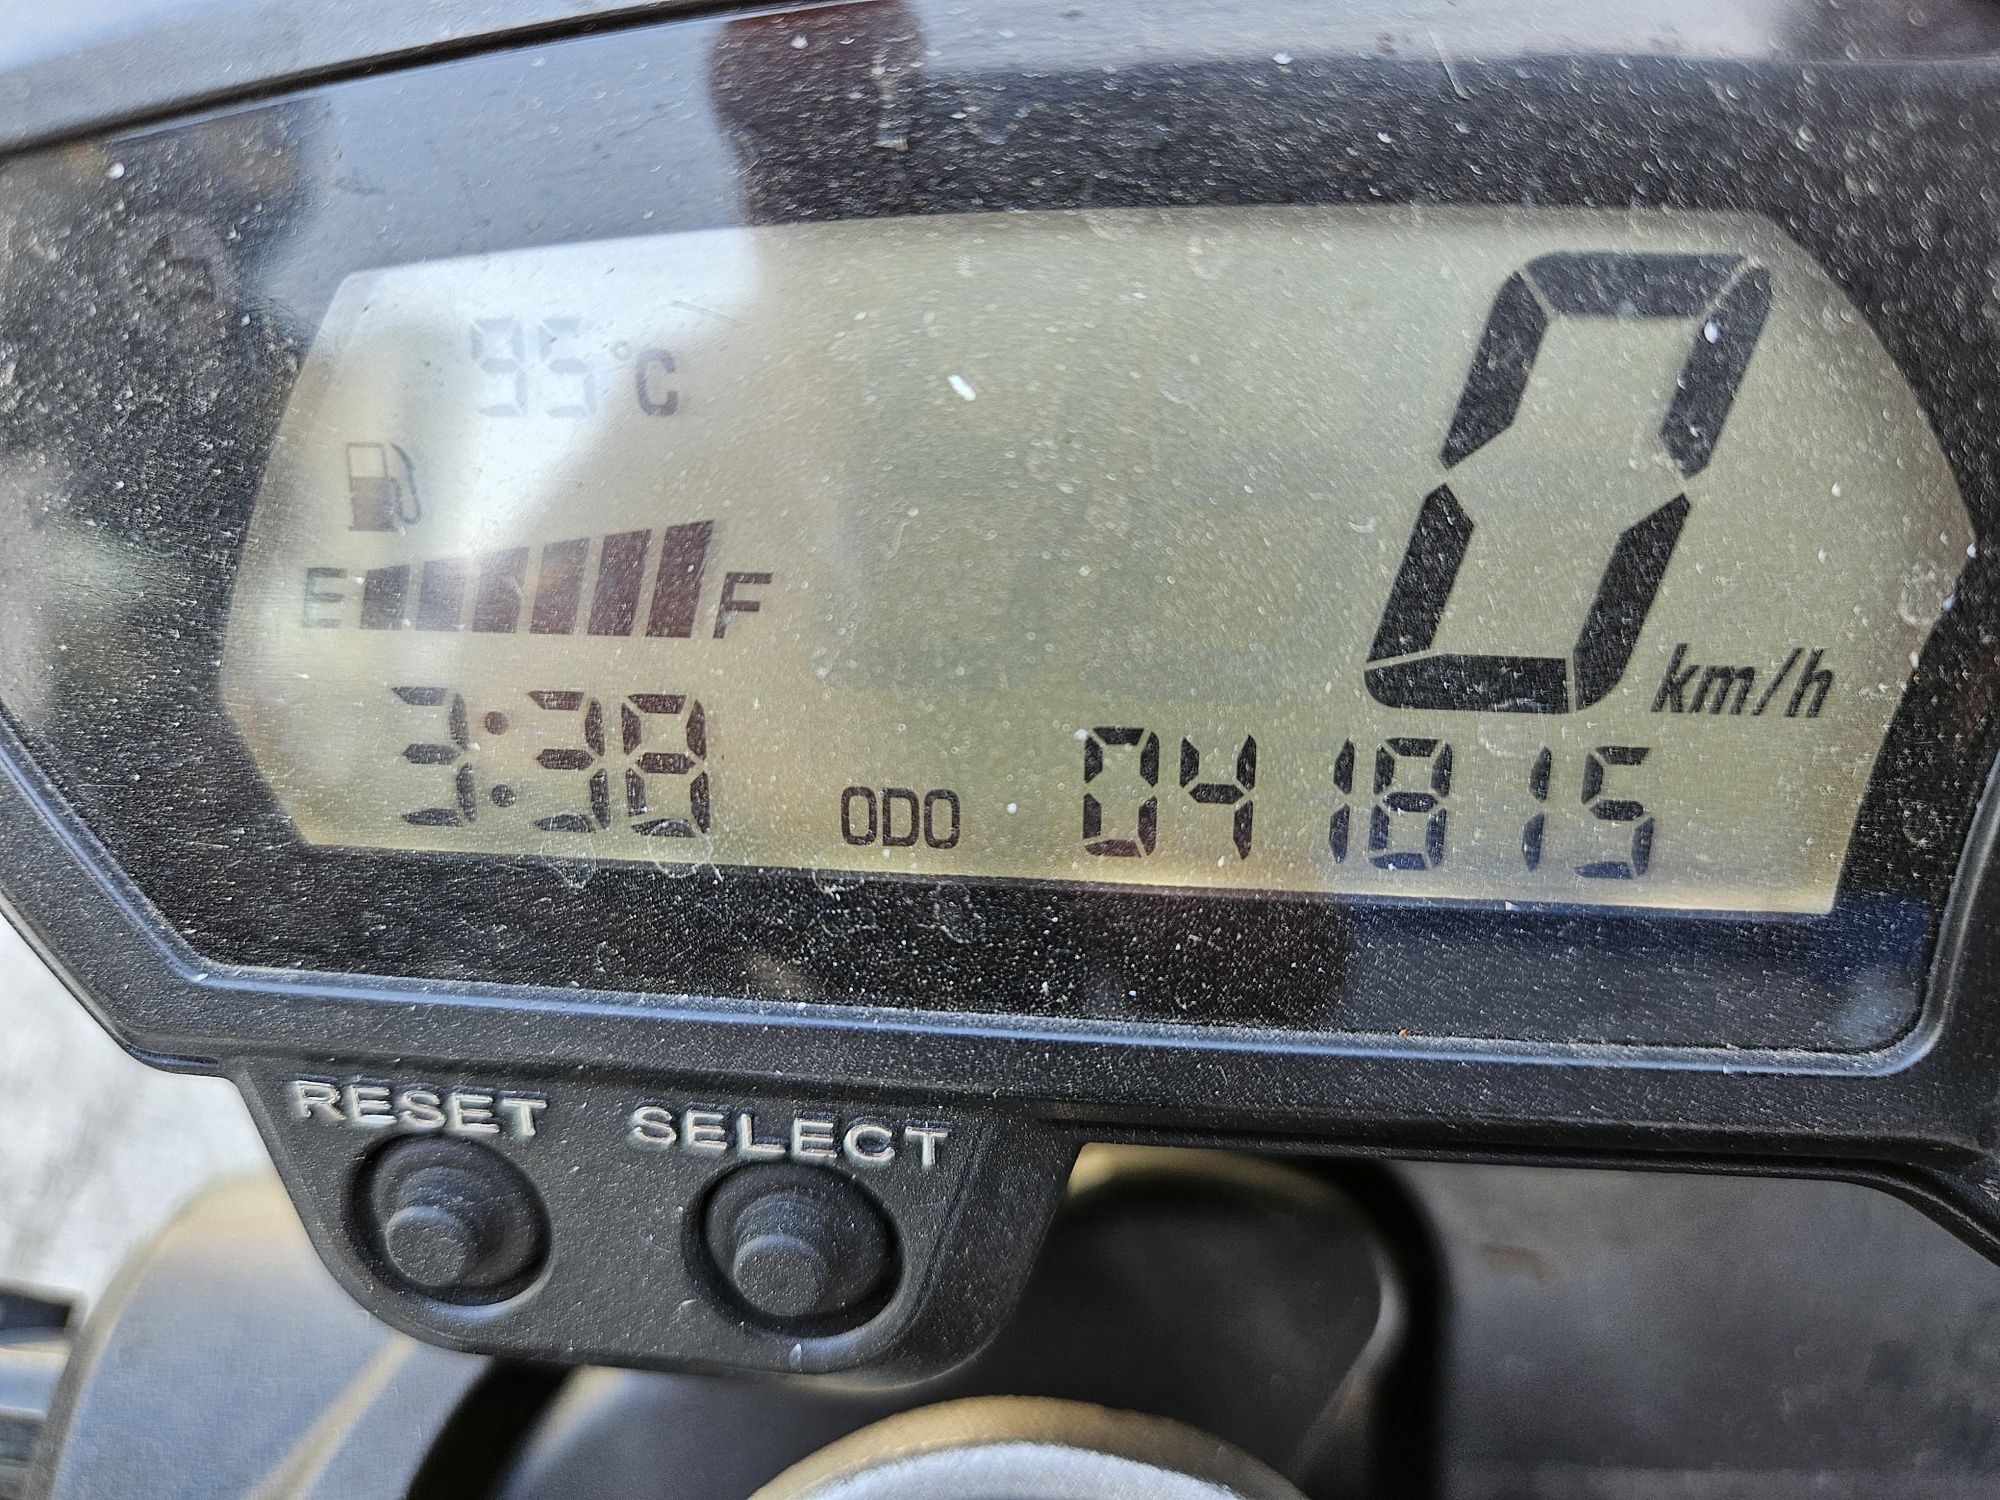 95°C
E F
0 km/h
3:38 ODO 041815
RESET SELECT